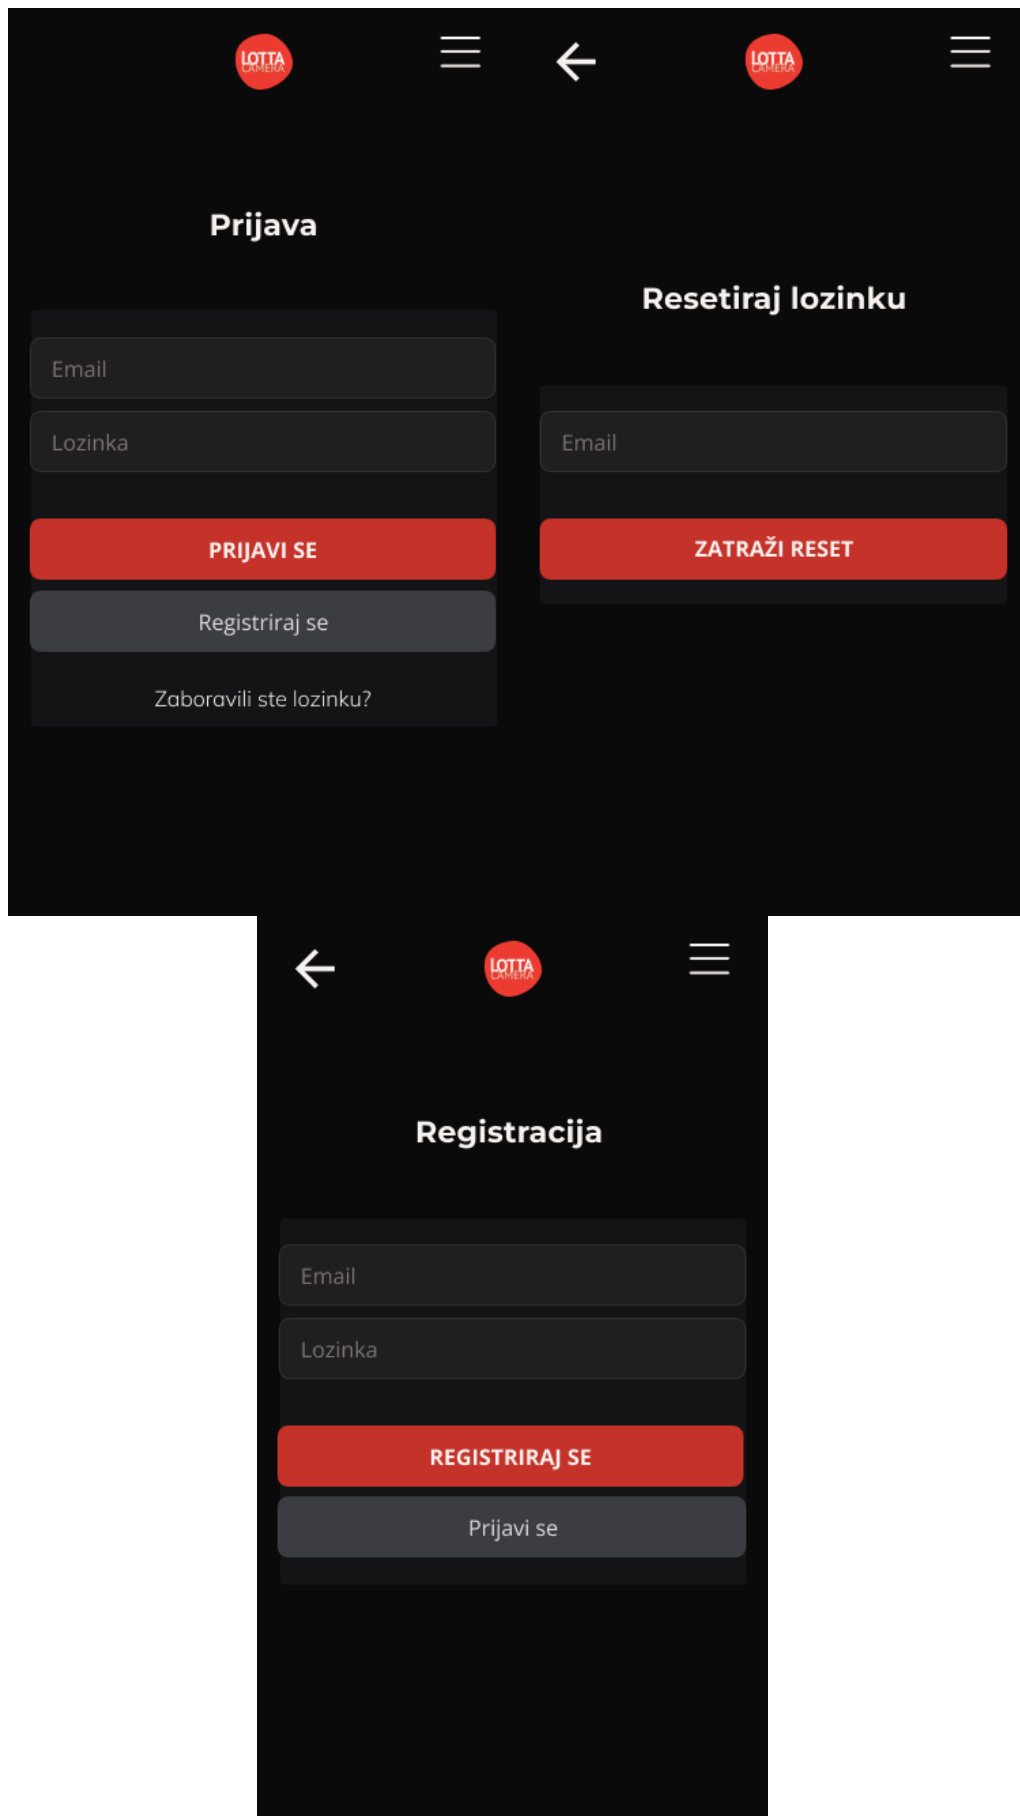 LOTTA
CAMERA
Prijava
Email
Lozinka
PRIJAVI SE
Registriraj se
Zaboravili ste lozinku?
LOTTA
CAMERA
Resetiraj lozinku
Email
ZATRAŽI RESET
LOTTA
CAMERA
Registracija
Email
Lozinka
REGISTRIRAJ SE
Prijavi se